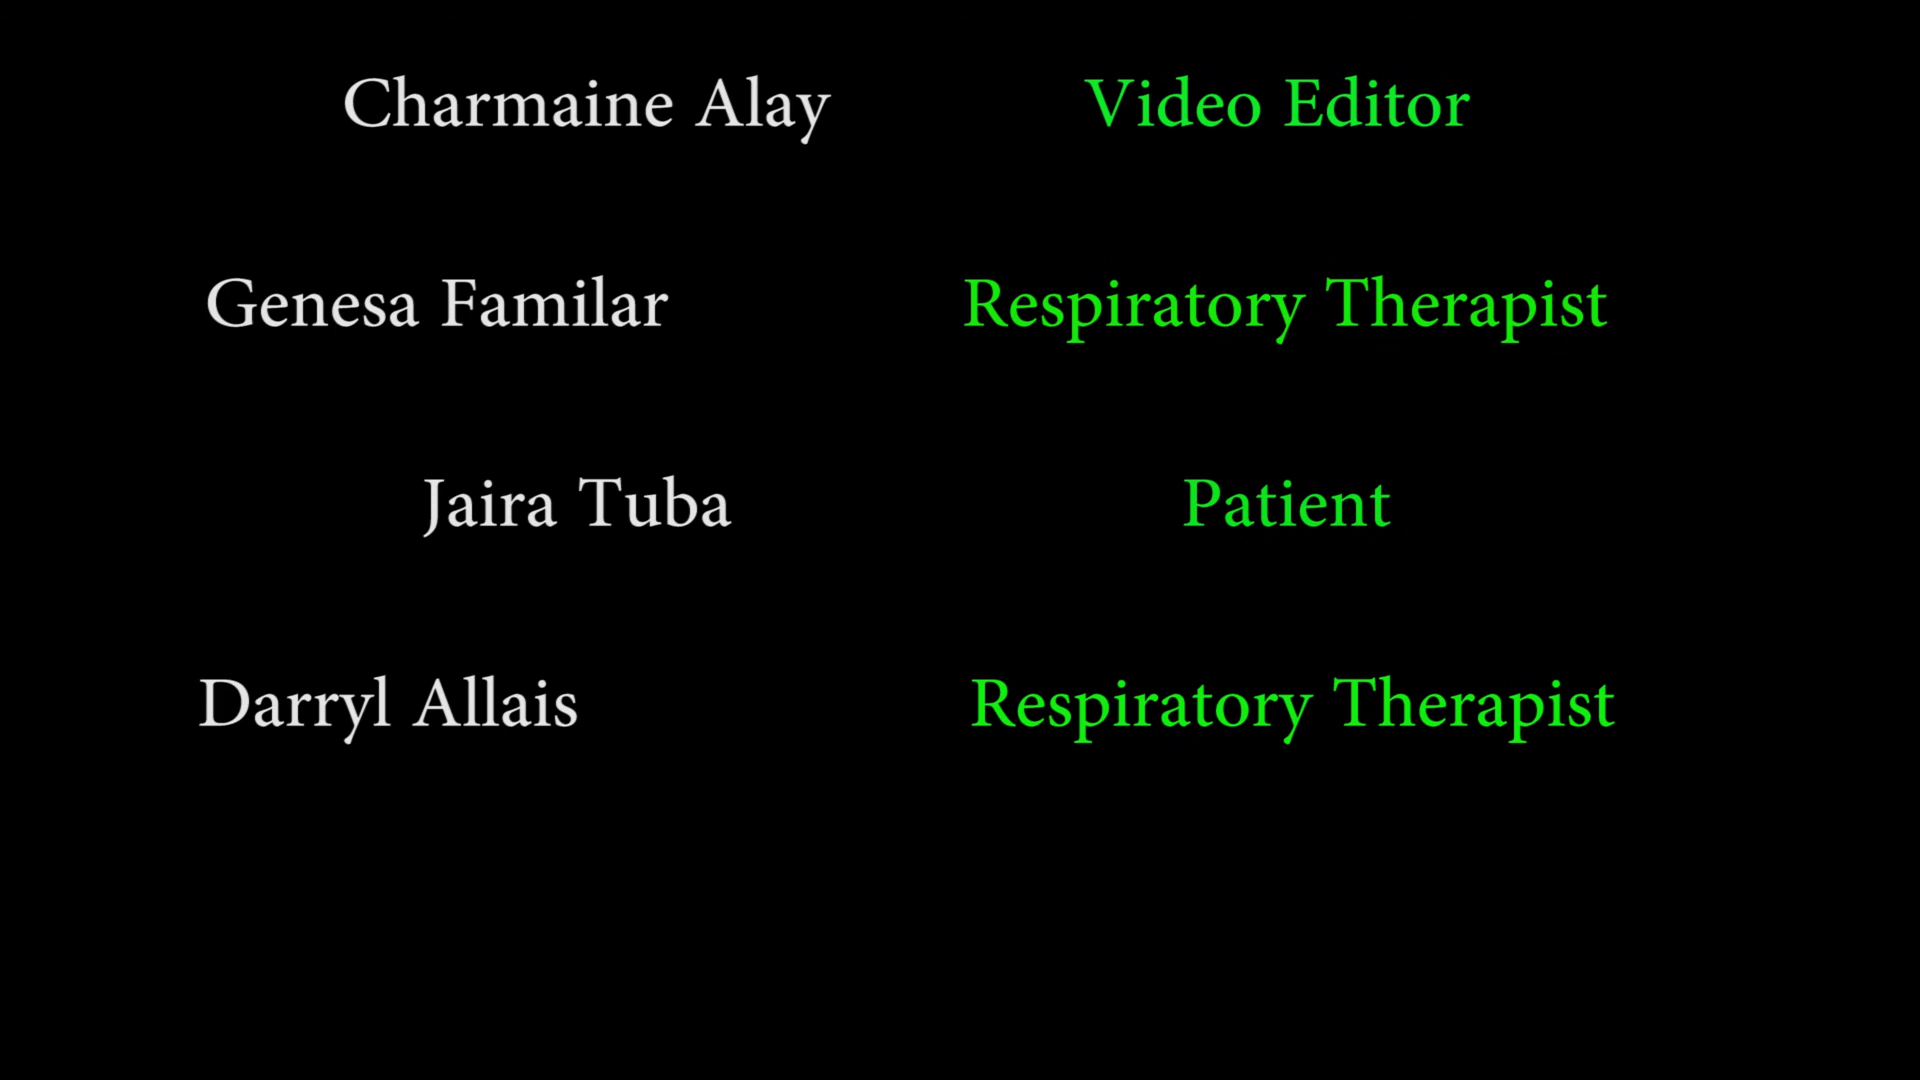 Charmaine Alay Video Editor
Genesa Familar Respiratory Therapist
Jaira Tuba Patient
Darryl Allais Respiratory Therapist